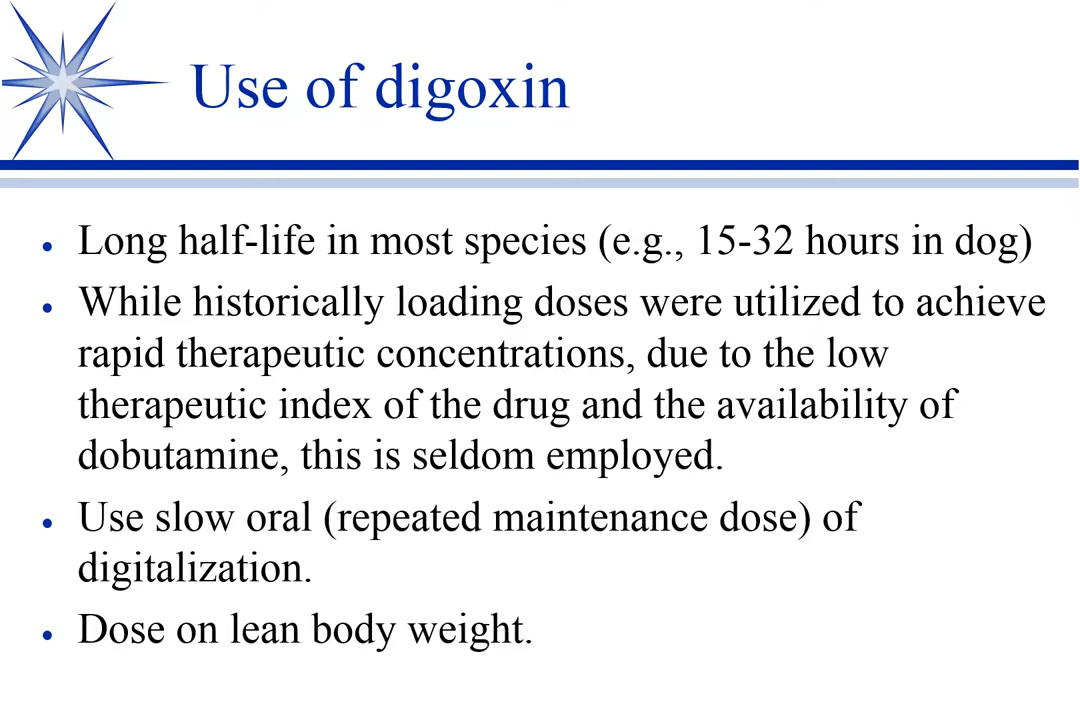 Use of digoxin
• Long half-life in most species (e.g., 15-32 hours in dog)
• While historically loading doses were utilized to achieve
rapid therapeutic concentrations, due to the low
therapeutic index of the drug and the availability of
dobutamine, this is seldom employed.
• Use slow oral (repeated maintenance dose) of
digitalization.
• Dose on lean body weight.